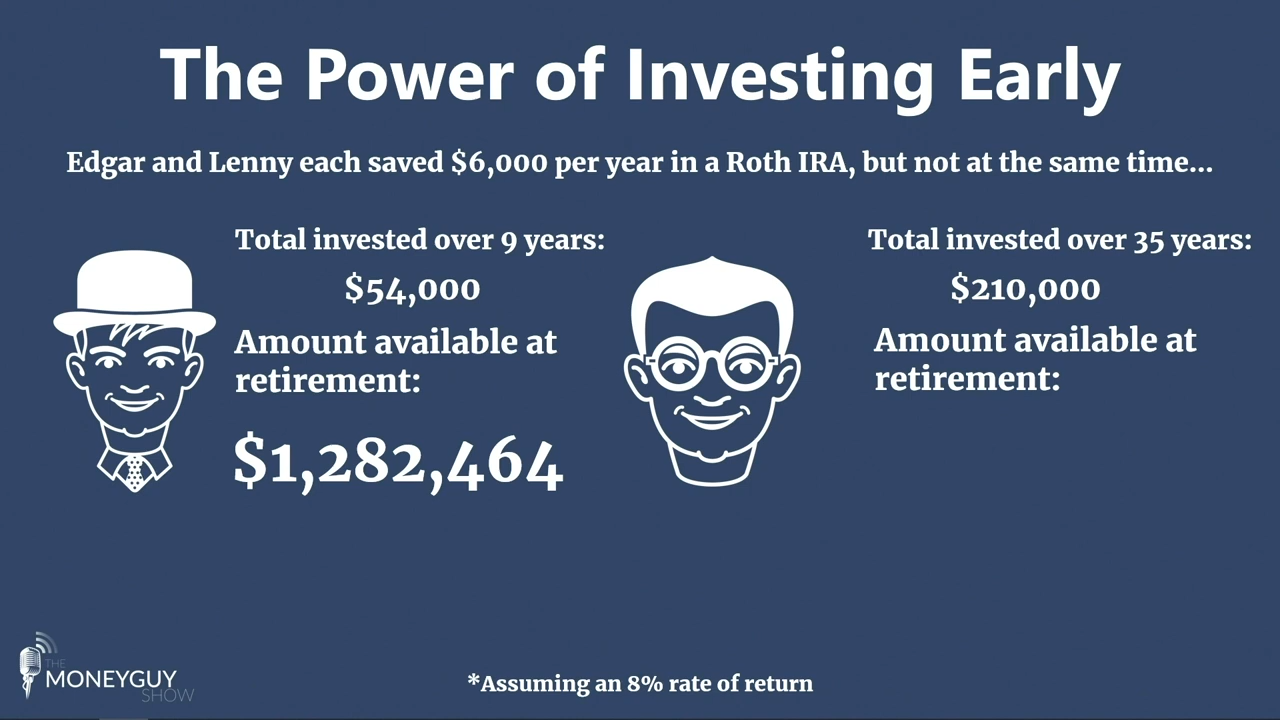 The Power of Investing Early
Edgar and Lenny each saved $6,000 per year in a Roth IRA, but not at the same time...
Total invested over 9 years:
$54,000
Amount available at
retirement:
$1,282,464
Total invested over 35 years:
$210,000
Amount available at
retirement:
THE
MONEYGUY
SHOW
*Assuming an 8% rate of return